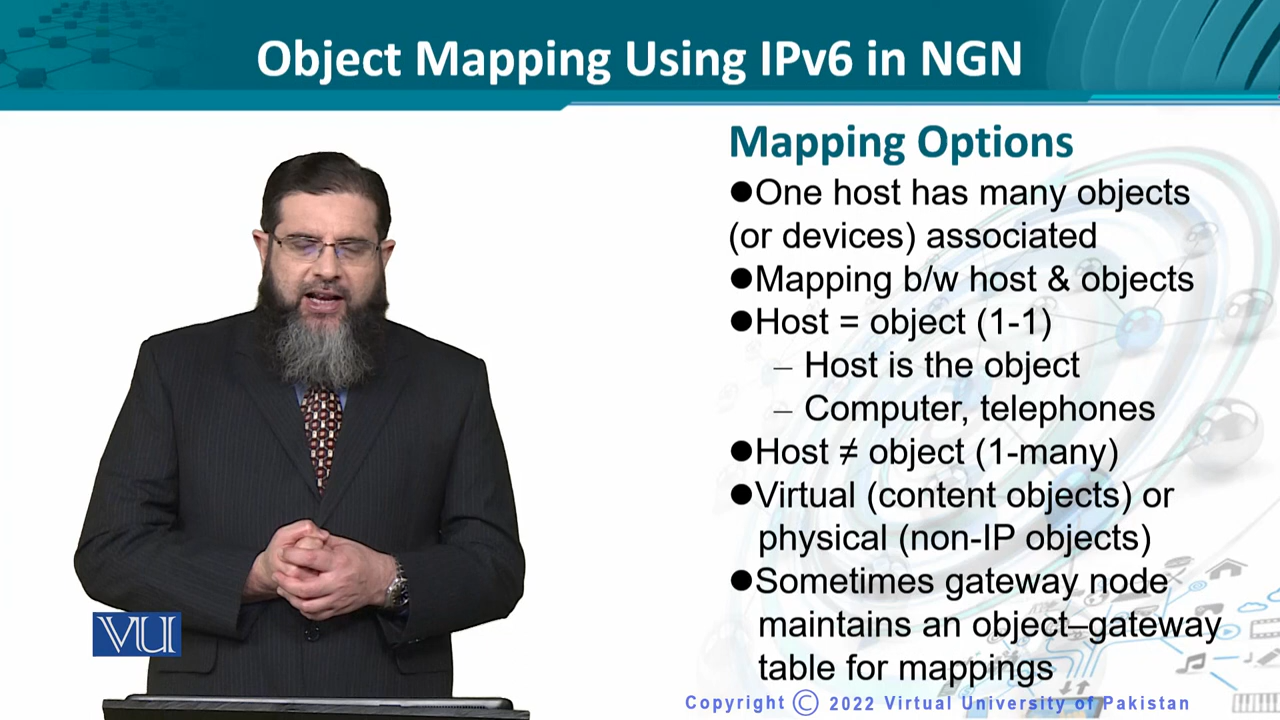 Object Mapping Using IPv6 in NGN
Mapping Options
●One host has many objects
(or devices) associated
●Mapping b/w host & objects
●Host = object (1-1)
– Host is the object
– Computer, telephones
●Host ≠ object (1-many)
●Virtual (content objects) or
physical (non-IP objects)
●Sometimes gateway node
maintains an object–gateway
table for mappings
VU
Copyright © 2022 Virtual University of Pakistan